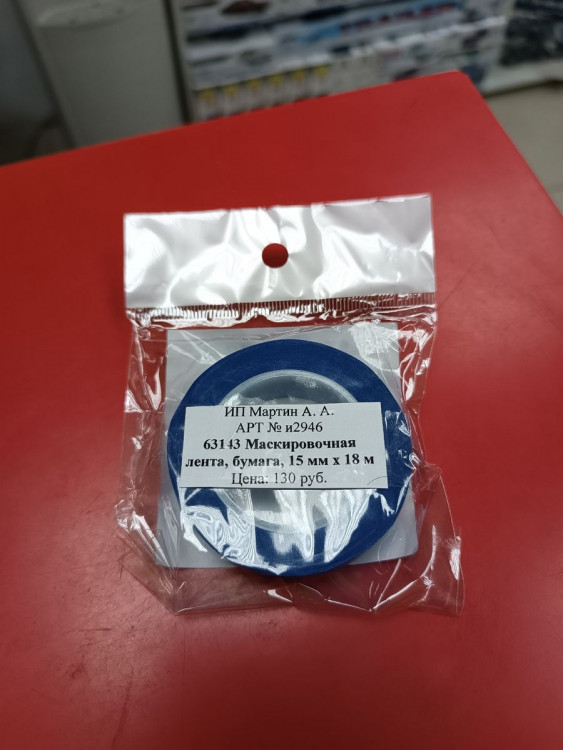 ИП Мартин А. А.
АРТ № и2946
63143 Маскировочная
лента, бумага, 15 мм х 18 м
Цена: 130 руб.